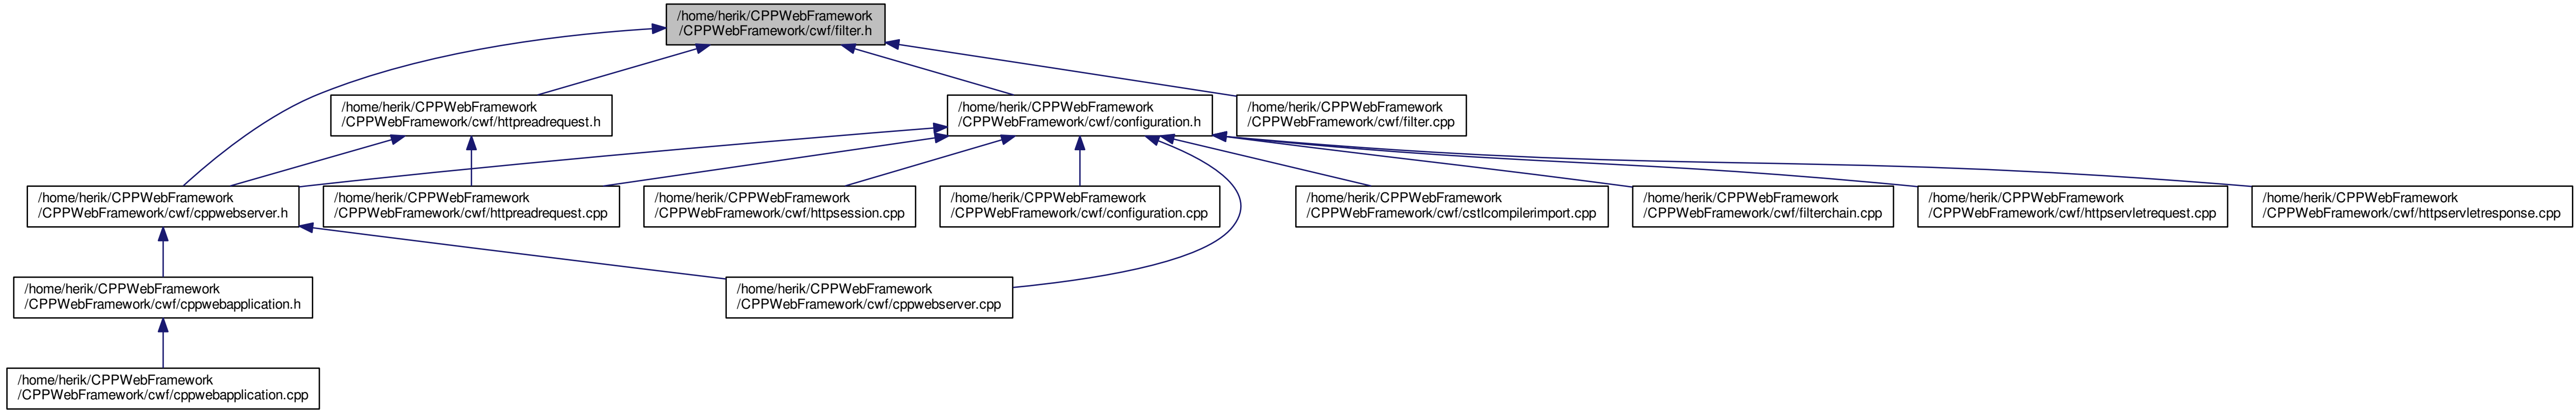 /home/herik/CPPWebFramework
/CPPWebFramework/cwf/filter.h
/home/herik/CPPWebFramework
/CPPWebFramework/cwf/httpreadrequest.h
/home/herik/CPPWebFramework
/CPPWebFramework/cwf/configuration.h
/home/herik/CPPWebFramework
/CPPWebFramework/cwf/filter.cpp
/home/herik/CPPWebFramework
/CPPWebFramework/cwf/cppwebserver.h
/home/herik/CPPWebFramework
/CPPWebFramework/cwf/httpreadrequest.cpp
/home/herik/CPPWebFramework
/CPPWebFramework/cwf/httpsession.cpp
/home/herik/CPPWebFramework
/CPPWebFramework/cwf/configuration.cpp
/home/herik/CPPWebFramework
/CPPWebFramework/cwf/cstlcompilerimport.cpp
/home/herik/CPPWebFramework
/CPPWebFramework/cwf/filterchain.cpp
/home/herik/CPPWebFramework
/CPPWebFramework/cwf/httpservletrequest.cpp
/home/herik/CPPWebFramework
/CPPWebFramework/cwf/httpservletresponse.cpp
/home/herik/CPPWebFramework
/CPPWebFramework/cwf/cppwebapplication.h
/home/herik/CPPWebFramework
/CPPWebFramework/cwf/cppwebserver.cpp
/home/herik/CPPWebFramework
/CPPWebFramework/cwf/cppwebapplication.cpp